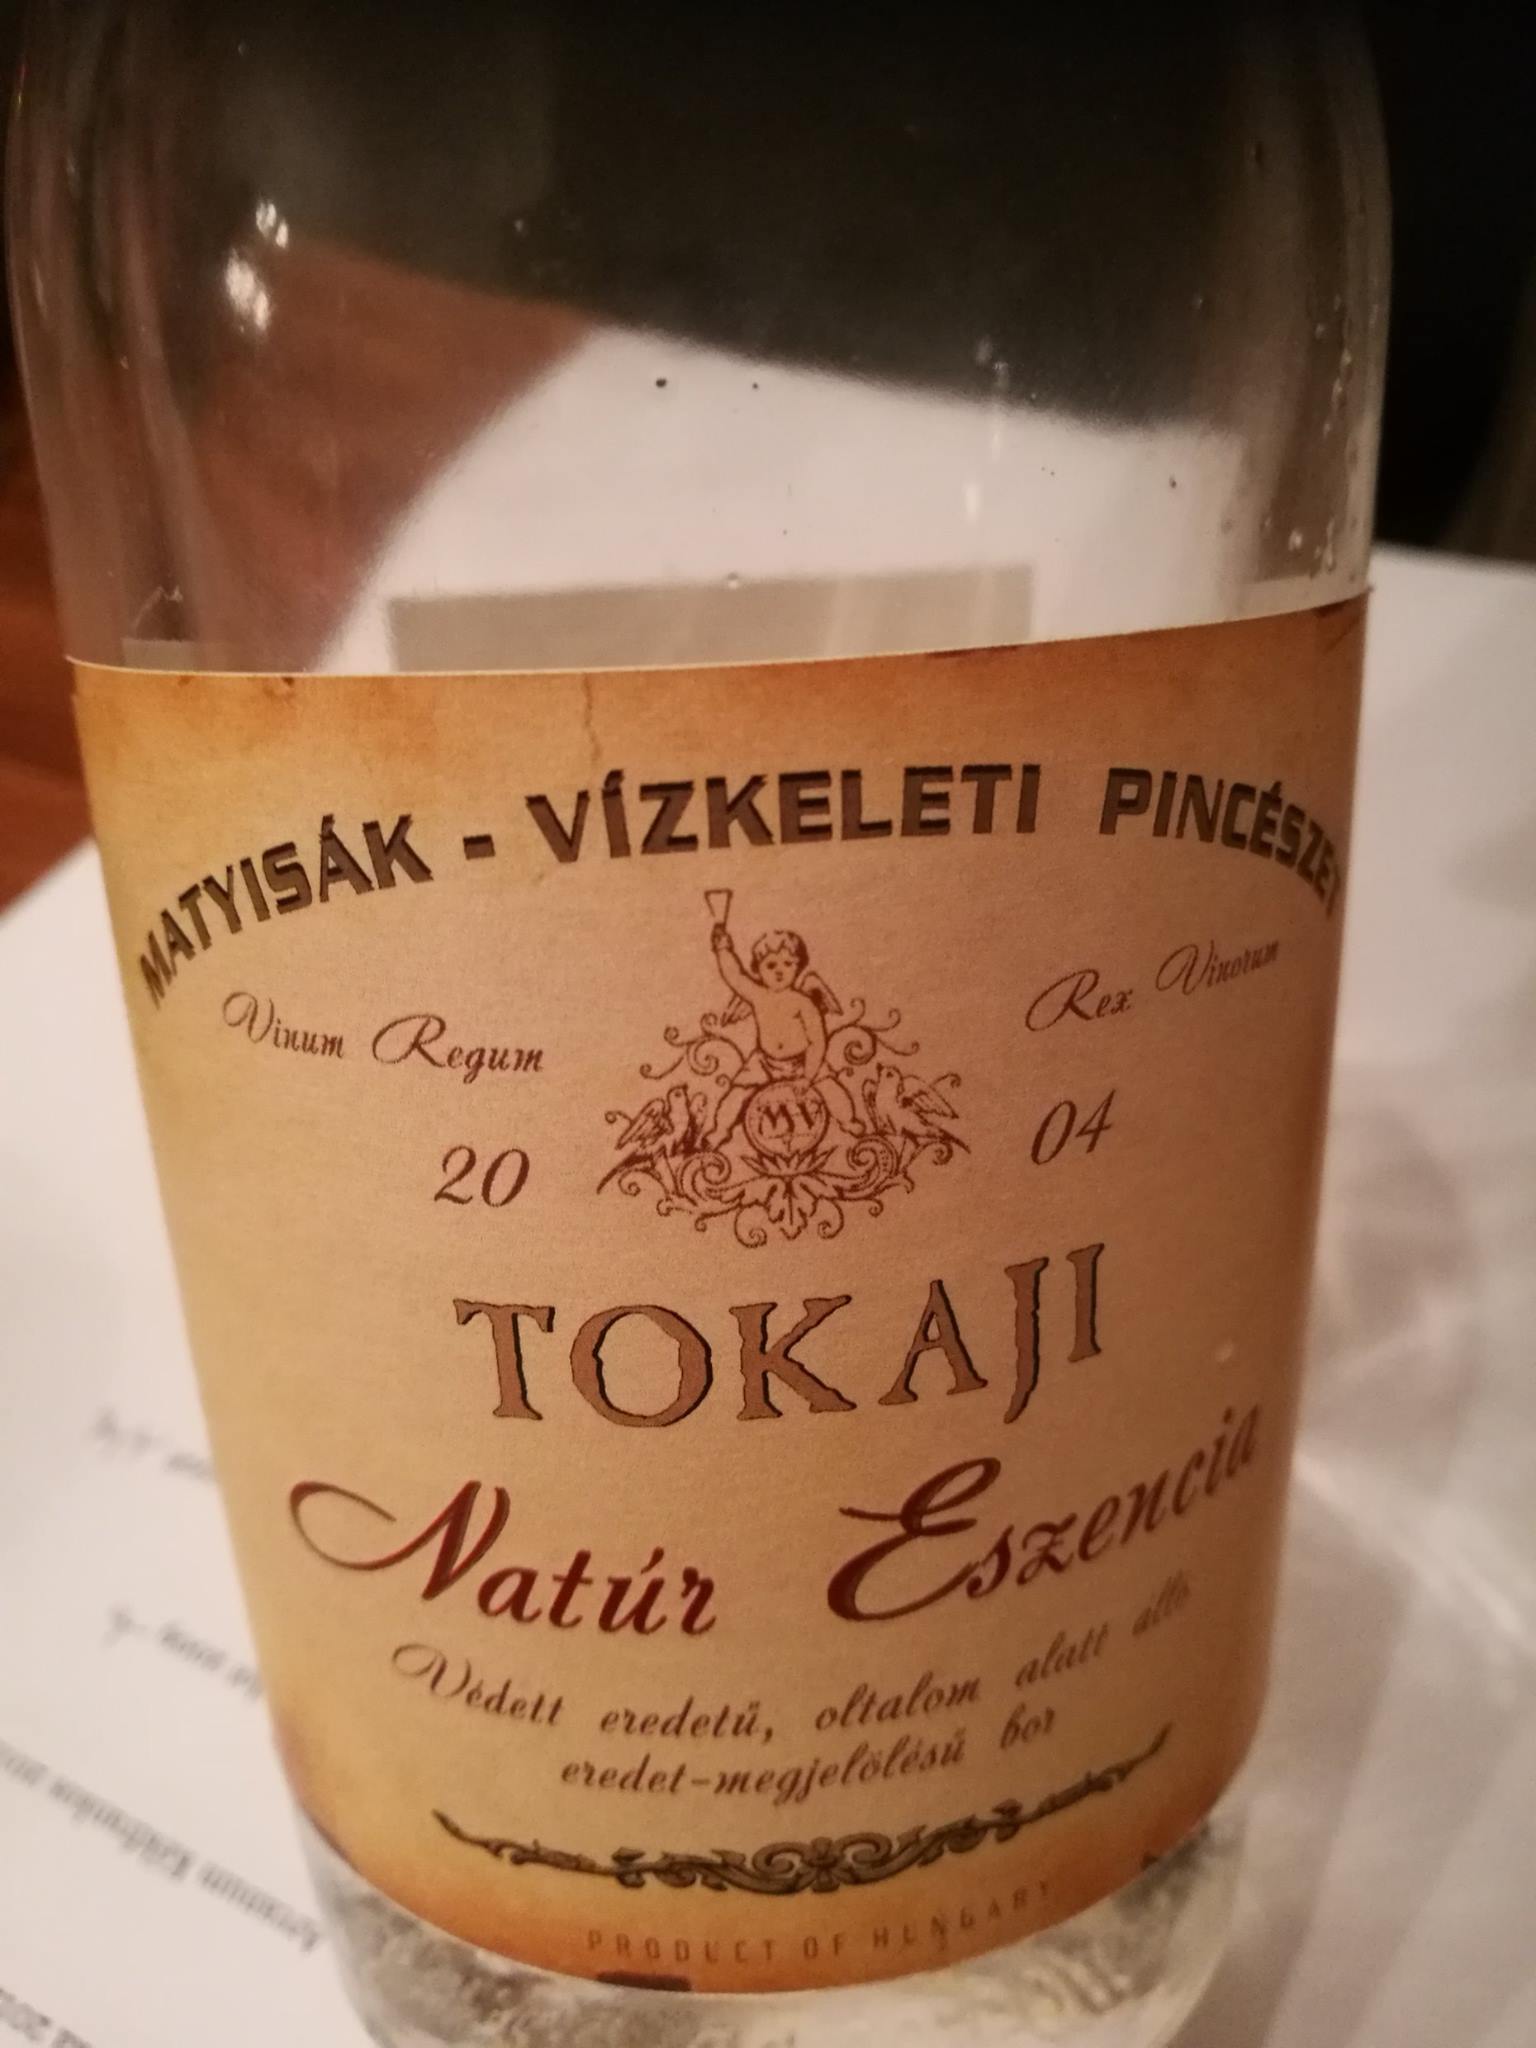 MATYISÁK - VÍZKELETI PINCÉSZET
Vinum Regum
Rex Vinorum
MV
20 04
TOKAJI
Natúr Eszencia
Védett eredetű, oltalom alatt álló
eredet-megjelölésű bor
PRODUCT OF HUNGARY